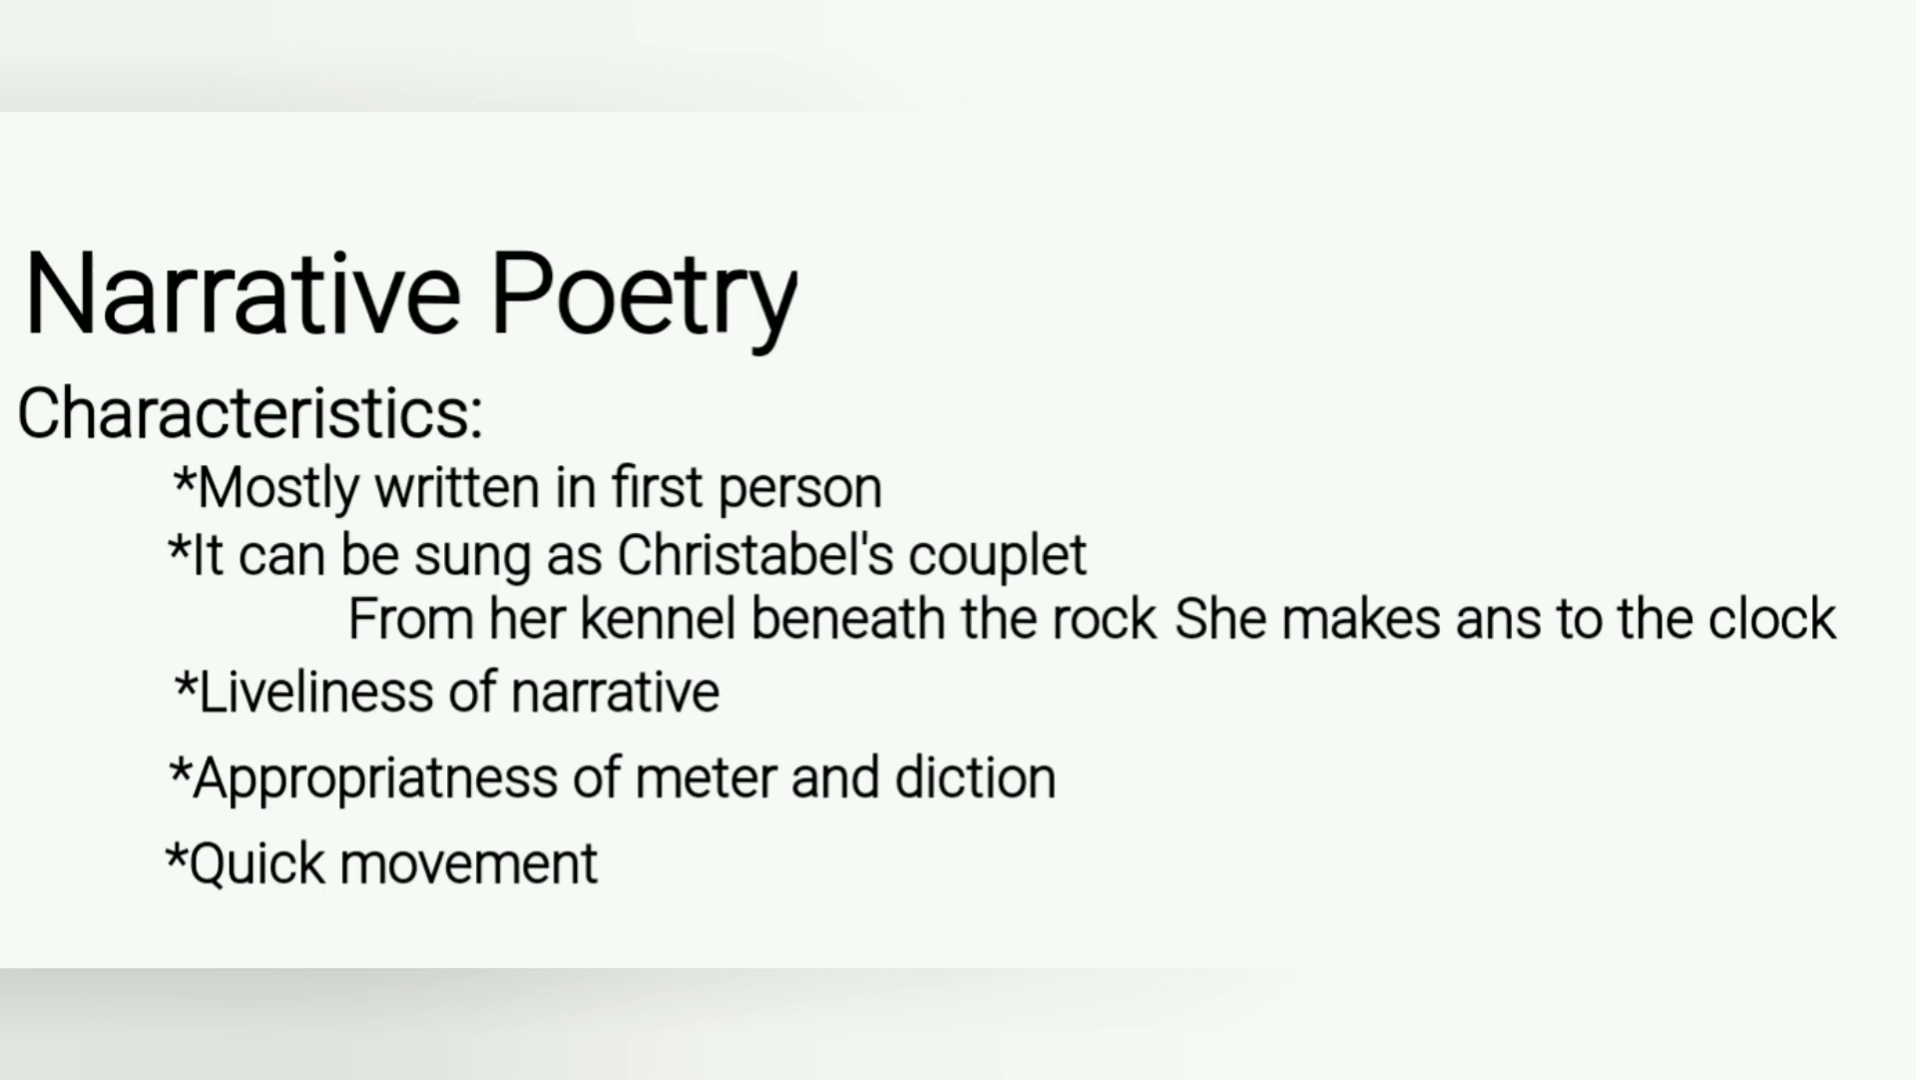 Narrative Poetry
Characteristics:
*Mostly written in first person
*It can be sung as Christabel's couplet
From her kennel beneath the rock She makes ans to the clock
*Liveliness of narrative
*Appropriatness of meter and diction
*Quick movement